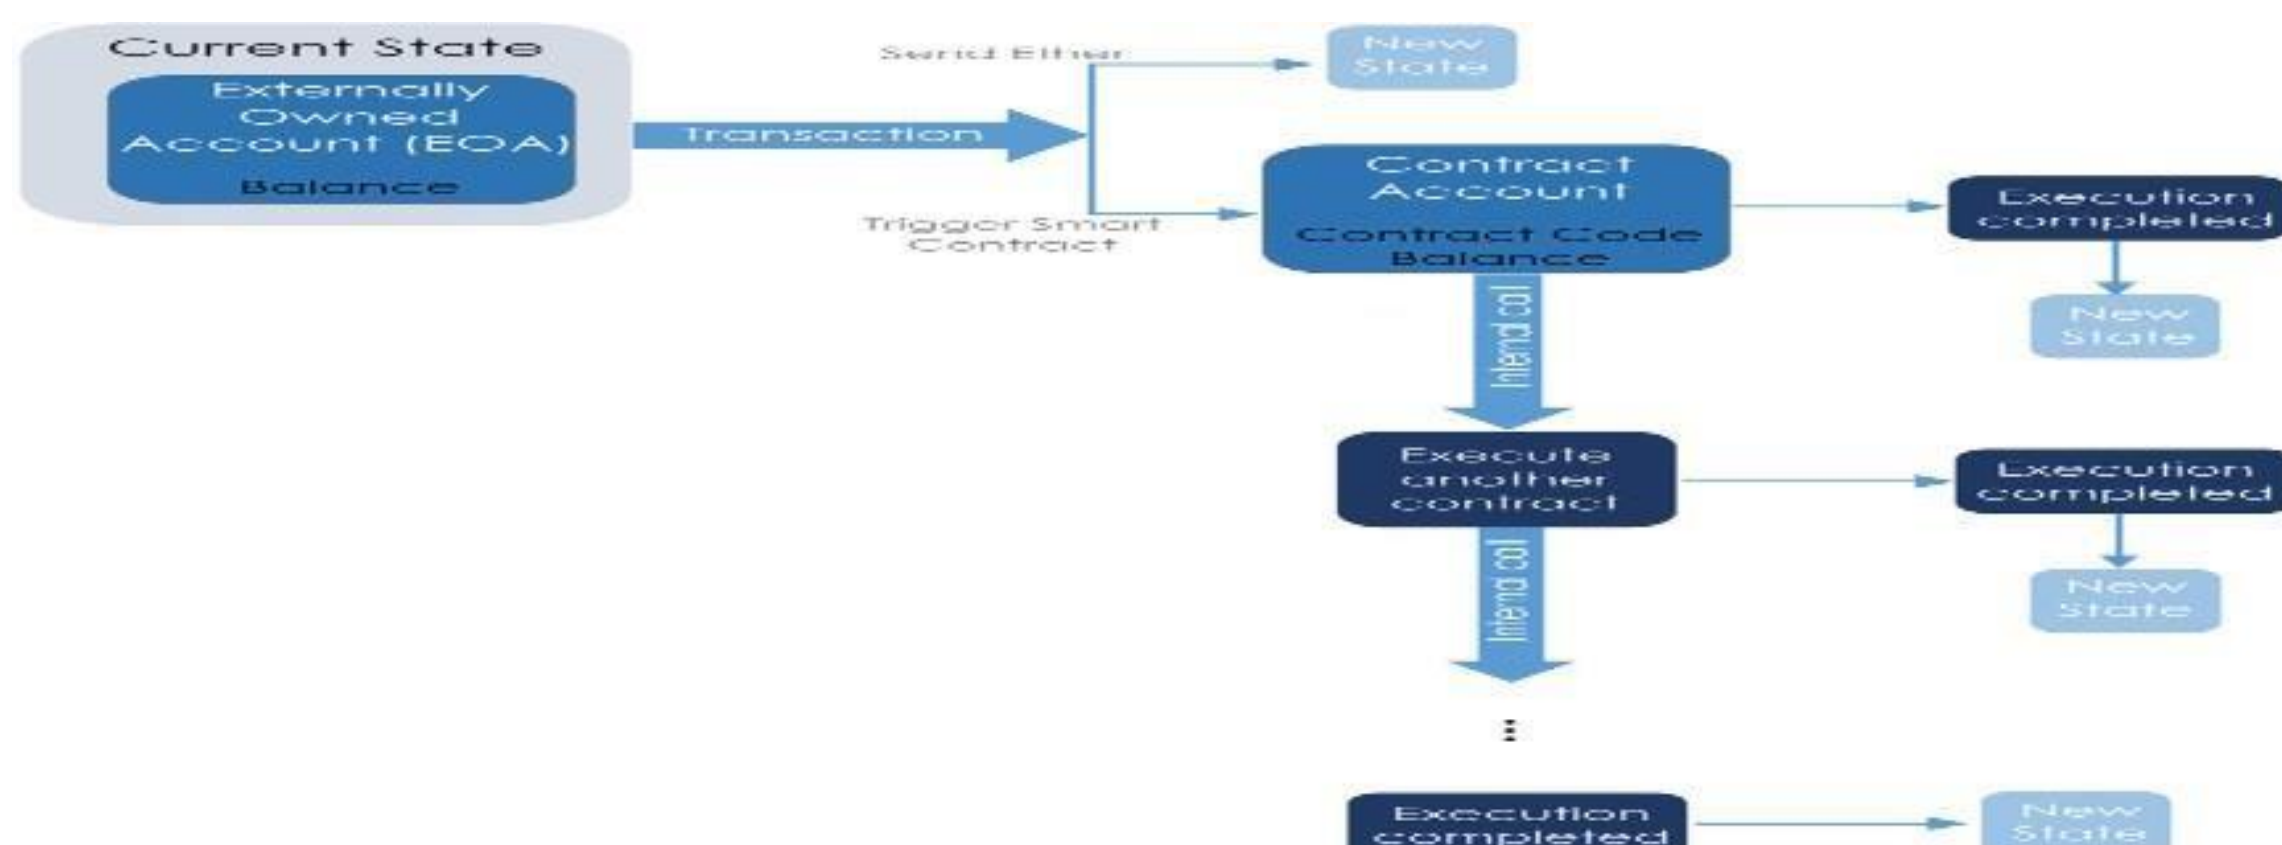 Current State
Externally
Owned
Account (EOA)
Balance
Transaction
Send Ether
New
State
Trigger Smart
Contract
Contract
Account
Contract Code
Balance
Execution
completed
New
State
Internal call
Execute
another
contract
Execution
completed
New
State
Internal call
...
Execution
completed
New
State